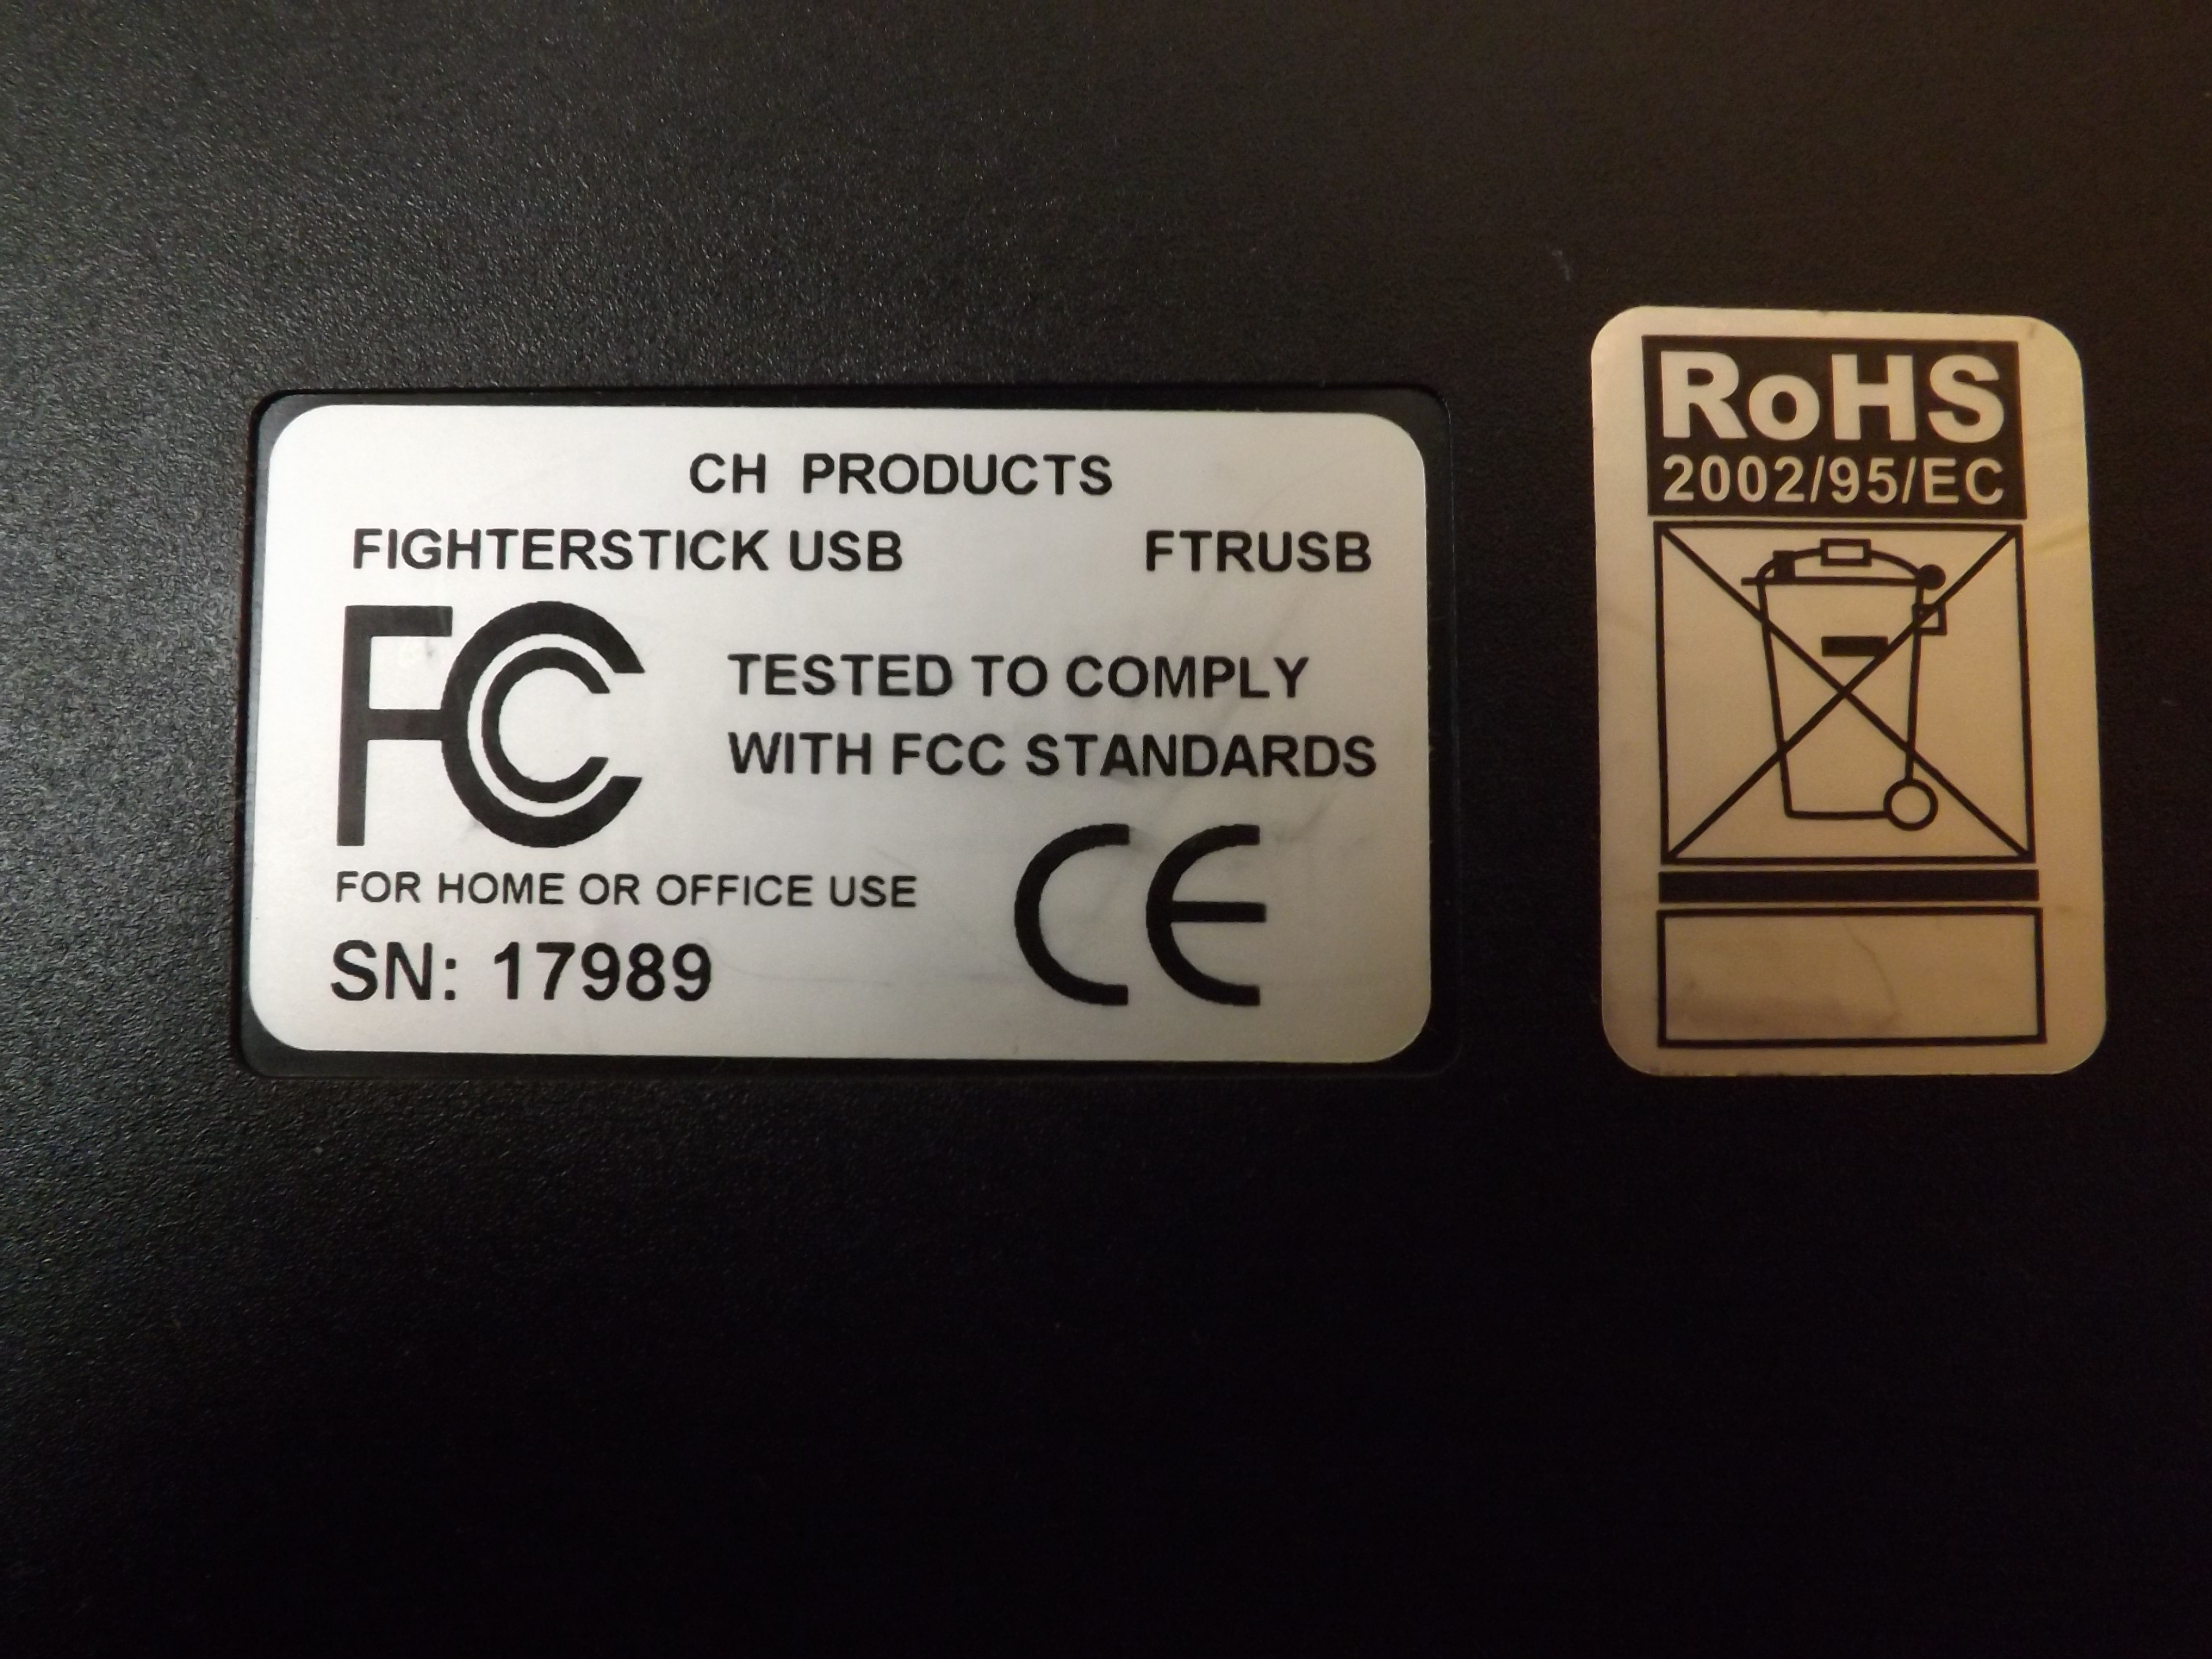 CH PRODUCTS
FIGHTERSTICK USB FTRUSB
FC
TESTED TO COMPLY
WITH FCC STANDARDS
FOR HOME OR OFFICE USE
CE
SN: 17989
RoHS
2002/95/EC